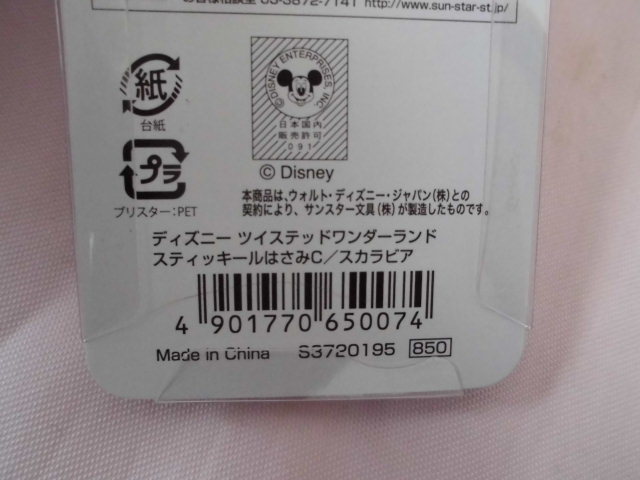 お客様相談室 03-3872-7141 http://www.sun-star-st.jp/
紙
台紙
プラ
ブリスター:PET
©DISNEY ENTERPRISES, INC.
日本国内
販売許可
091
© Disney
本商品は、ウォルト・ディズニー・ジャパン(株)との
契約により、サンスター文具(株)が製造したものです。
ディズニー ツイステッドワンダーランド
スティッキールはさみC/スカラビア
4 901770 650074
Made in China S3720195 850